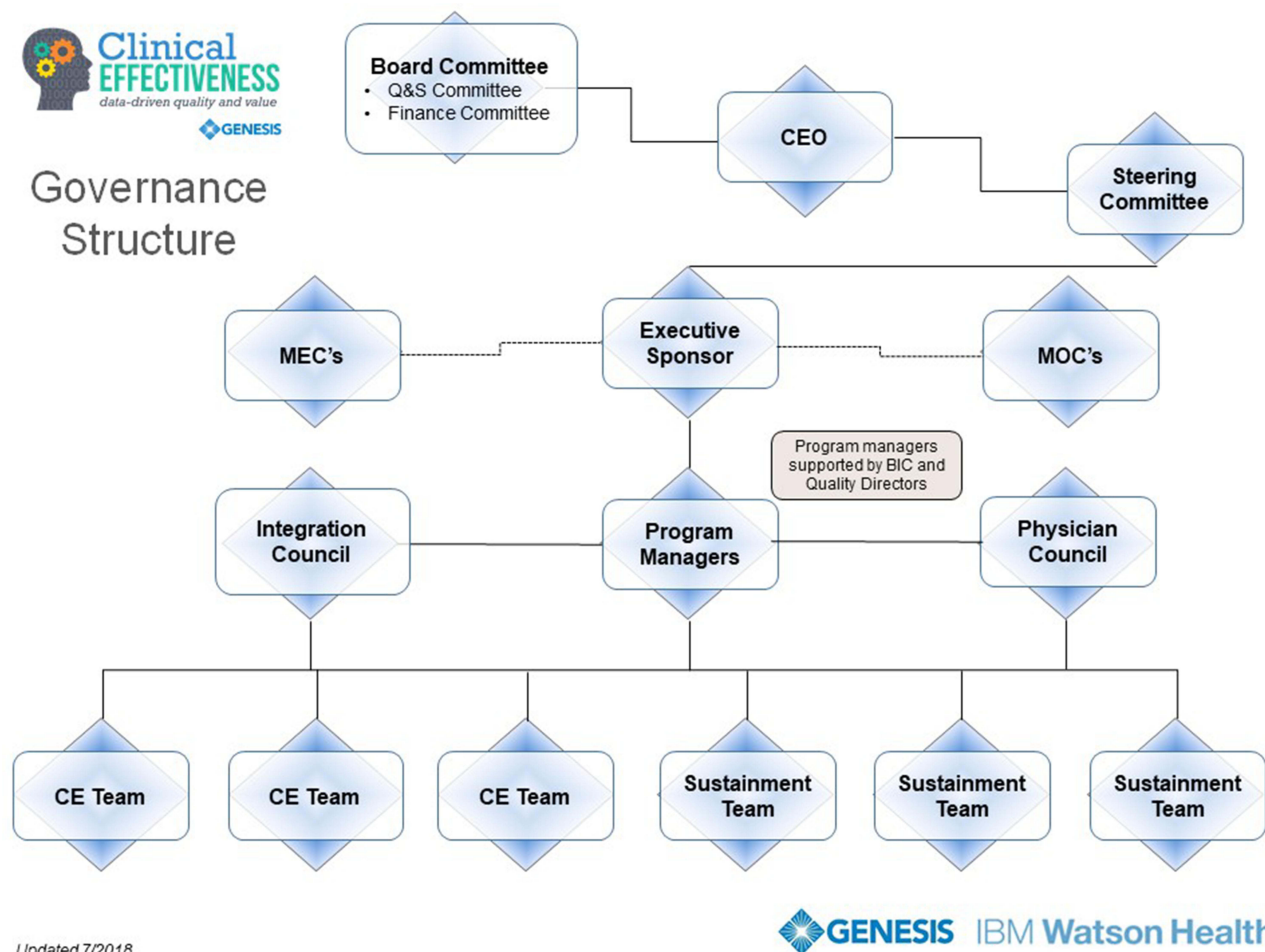 Clinical
EFFECTIVENESS
data-driven quality and value
GENESIS
Governance
Structure
Board Committee
• Q&S Committee
• Finance Committee
CEO
Steering
Committee
MEC's
Executive
Sponsor
MOC's
Program managers
supported by BIC and
Quality Directors
Integration
Council
Program
Managers
Physician
Council
CE Team
CE Team
CE Team
Sustainment
Team
Sustainment
Team
Sustainment
Team
Updated 7/2018
GENESIS IBM Watson Health